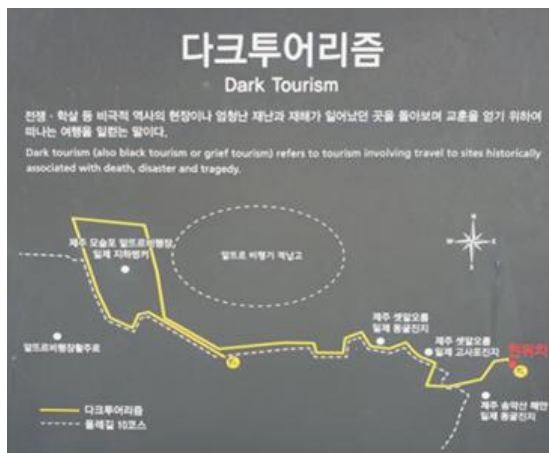 다크투어리즘
Dark Tourism
전쟁 · 학살 등 비극적 역사의 현장이나 엄청난 재난과 재해가 일어났던 곳을 돌아보며 교훈을 얻기 위하여
떠나는 여행을 일컫는 말이다.
Dark tourism (also black tourism or grief tourism) refers to tourism involving travel to sites historically
associated with death, disaster and tragedy.
제주 모슬포 알뜨르비행장,
일제 지하벙커
알뜨르 비행기 격납고
알뜨르비행장활주로
제주 셋알오름
일제 동굴진지
제주 셋알오름
일제 고사포진지
현위치
제주 송악산 해안
일제 동굴진지
다크투어리즘
올레길 10코스